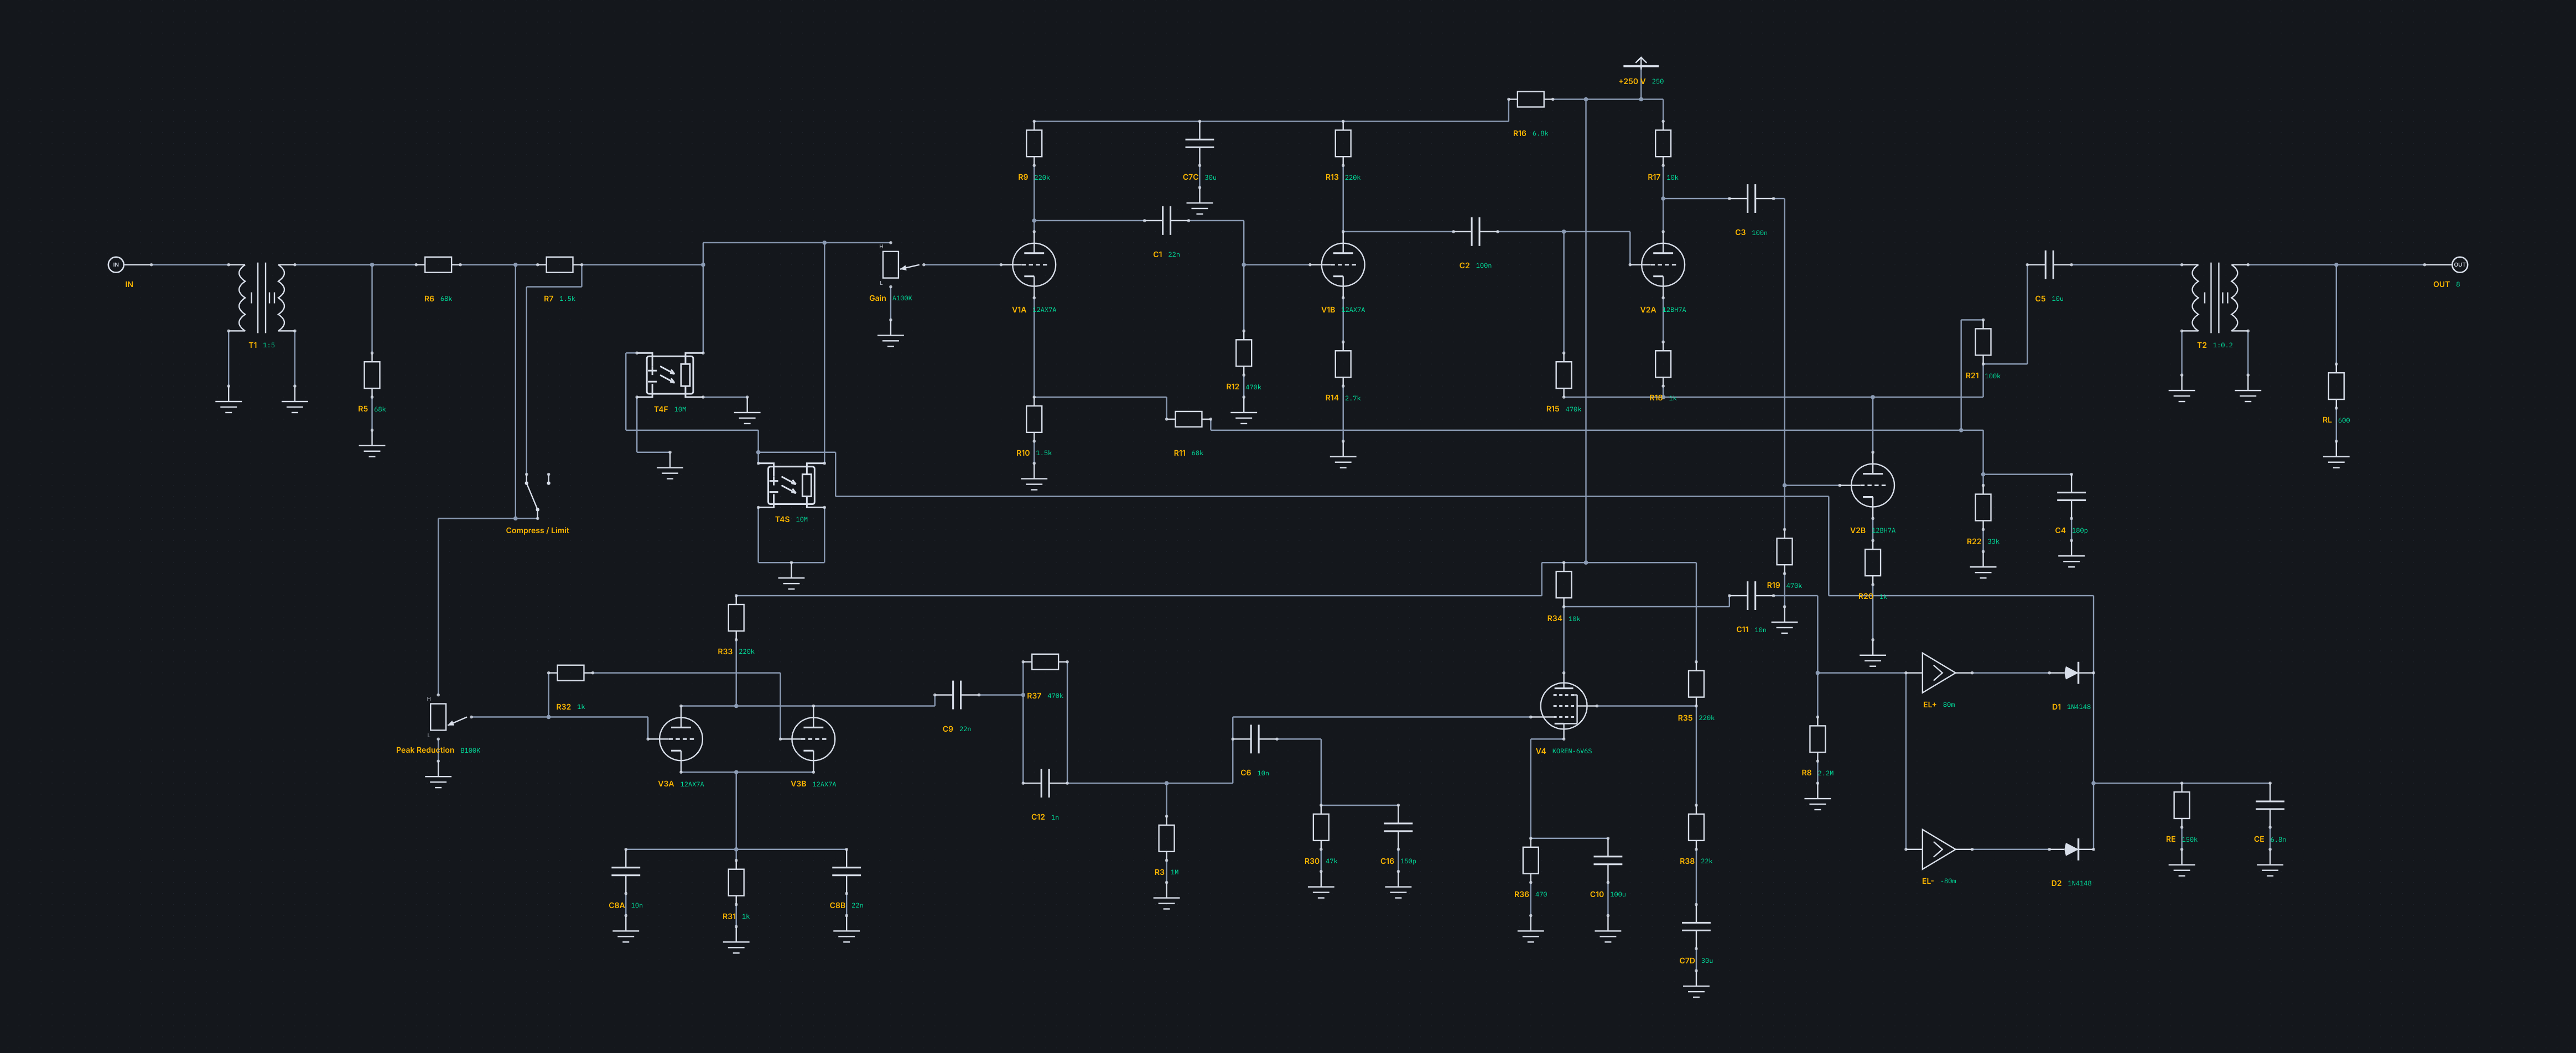 +250 V 250
R16 6.8k
R9 220k
C7C 30u
R13 220k
R17 10k
C3 100n
H
C1 22n
C2 100n
IN
IN
R6 68k
R7 1.5k
L
Gain A100K
C5 10u
OUT
OUT 8
V1A 12AX7A
V1B 12AX7A
V2A 12BH7A
T1 1:5
T2 1:0.2
R21 100k
R12 470k
R14 2.7k
R18 1k
R5 68k
T4F 10M
R15 470k
RL 600
R10 1.5k
R11 68k
T4S 10M
Compress / Limit
V2B 12BH7A
C4 180p
R22 33k
R19 470k
R20 1k
R34 10k
C11 10n
R33 220k
R37 470k
H
L
R32 1k
EL+ 80m
D1 1N4148
R35 220k
C9 22n
Peak Reduction B100K
V4 KOREN-6V6S
C6 10n
R8 2.2M
V3A 12AX7A
V3B 12AX7A
C12 1n
RE 150k
CE 6.8n
R30 47k
C16 150p
R38 22k
R3 1M
EL- -80m
D2 1N4148
R36 470
C10 100u
C8A 10n
C8B 22n
R31 1k
C7D 30u